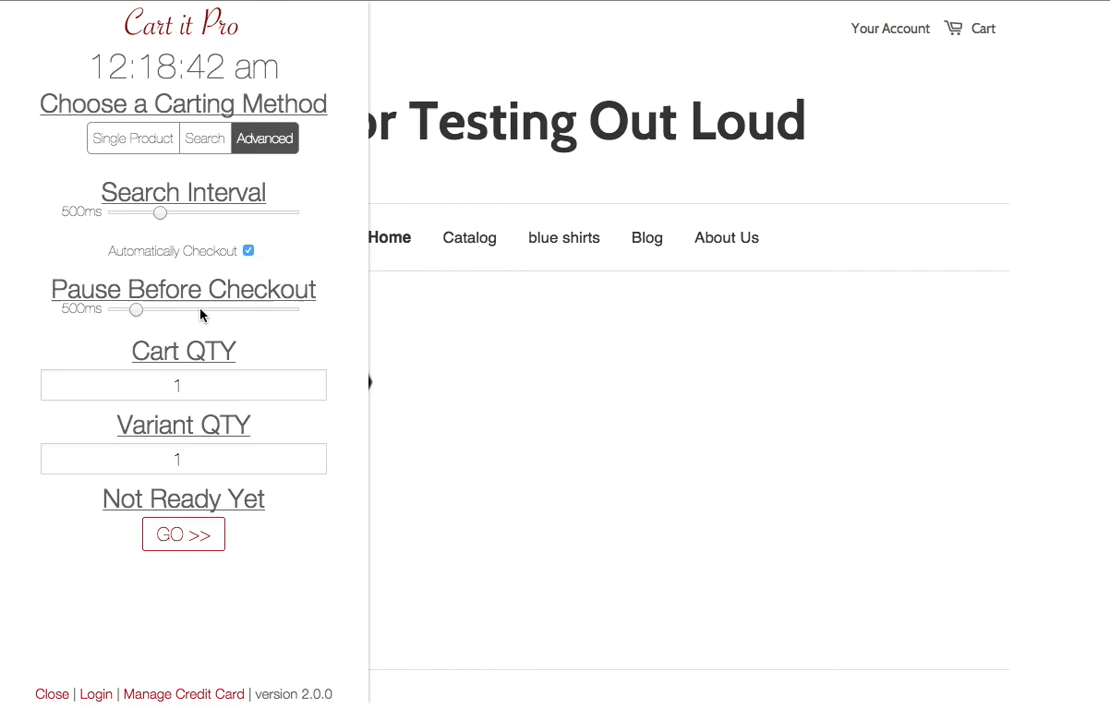 Cart it Pro
12:18:42 am
Choose a Carting Method
Single Product Search Advanced
Search Interval
500ms
Automatically Checkout
Pause Before Checkout
500ms
Cart QTY
1
Variant QTY
1
Not Ready Yet
GO >>
Close | Login | Manage Credit Card | version 2.0.0
Your Account Cart
or Testing Out Loud
Home Catalog blue shirts Blog About Us